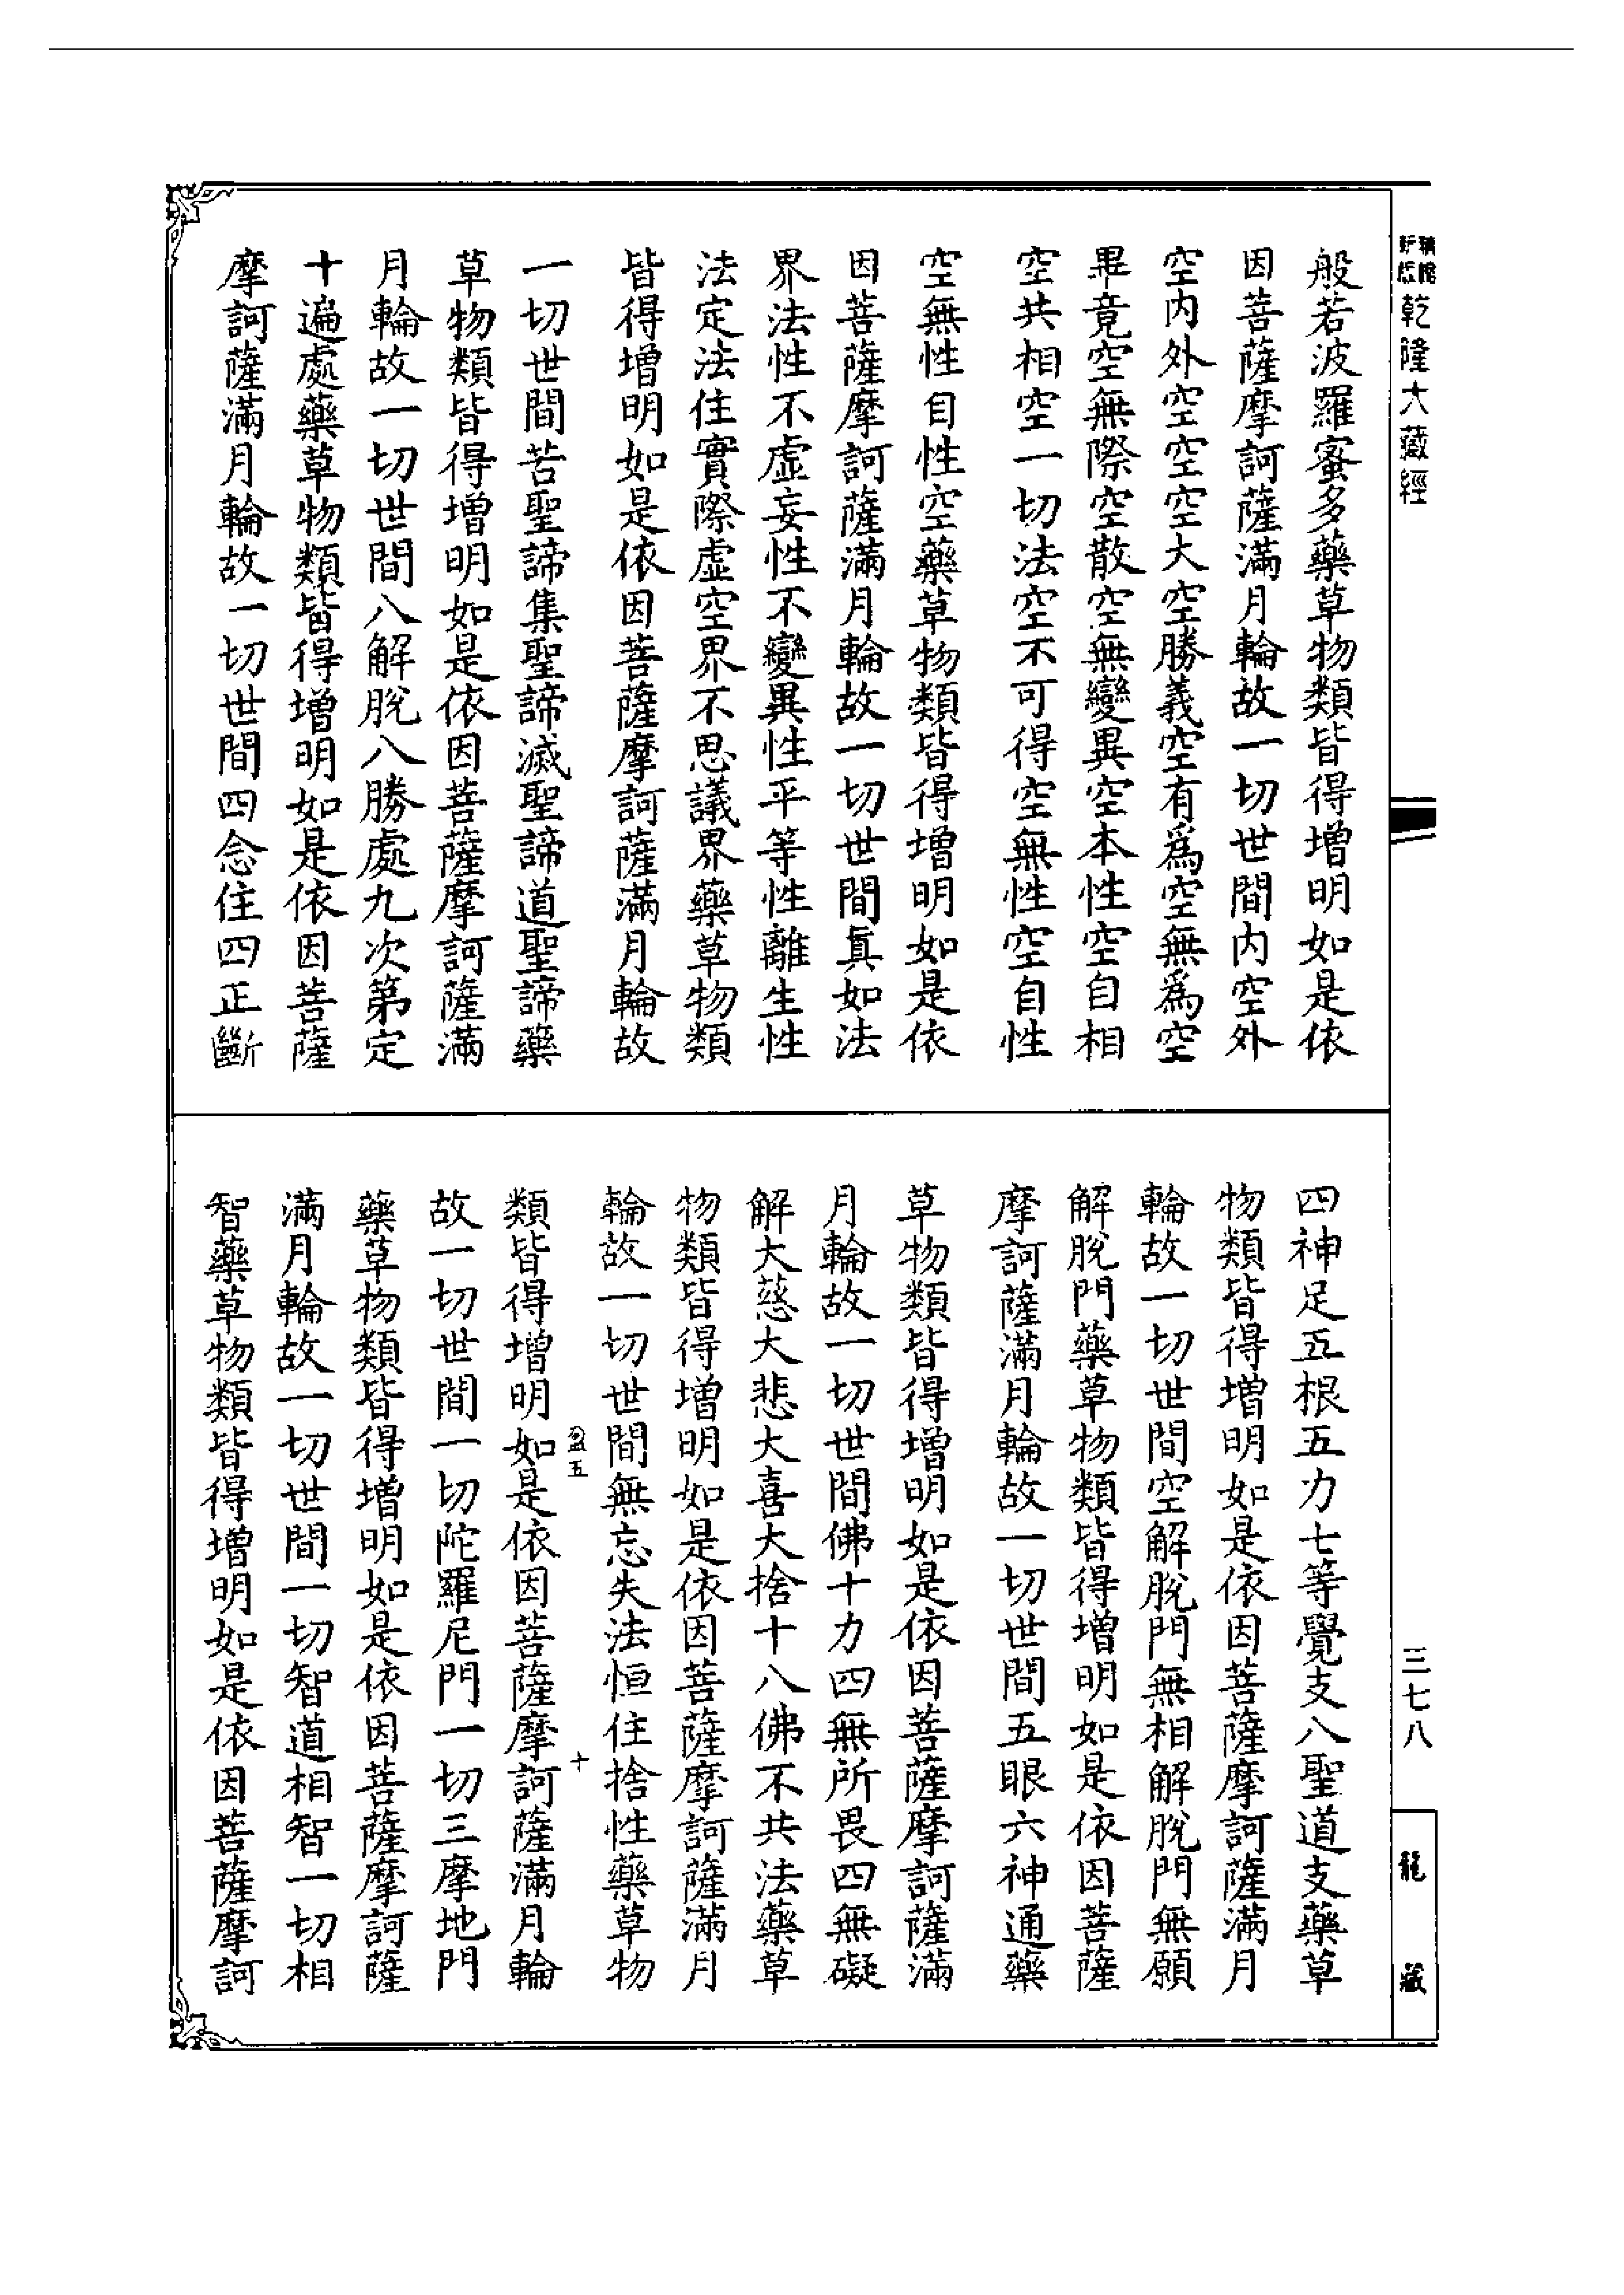 乾隆大藏經
般若波羅蜜多藥草物類皆得增明如是依
因菩薩摩訶薩滿月輪故一切世間內空外
空內外空空空大空勝義空有爲空無爲空
畢竟空無際空散空無變異空本性空自相
空共相空一切法空不可得空無性空自性
空無性自性空藥草物類皆得增明如是依
因菩薩摩訶薩滿月輪故一切世間真如法
界法性不虛妄性不變異性平等性離生性
法定法住實際虛空界不思議界藥草物類
皆得增明如是依因菩薩摩訶薩滿月輪故
一切世間苦聖諦集聖諦滅聖諦道聖諦藥
草物類皆得增明如是依因菩薩摩訶薩滿
月輪故一切世間八解脫八勝處九次第定
十遍處藥草物類皆得增明如是依因菩薩
摩訶薩滿月輪故一切世間四念住四正斷
三七八
四神足五根五力七等覺支八聖道支藥草
物類皆得增明如是依因菩薩摩訶薩滿月
輪故一切世間空解脫門無相解脫門無願
解脫門藥草物類皆得增明如是依因菩薩
摩訶薩滿月輪故一切世間五眼六神通藥
草物類皆得增明如是依因菩薩摩訶薩滿
月輪故一切世間佛十力四無所畏四無礙
解大慈大悲大喜大捨十八佛不共法藥草
物類皆得增明如是依因菩薩摩訶薩滿月
輪故一切世間無忘失法恒住捨性藥草物
盈五 十
類皆得增明如是依因菩薩摩訶薩滿月輪
故一切世間一切陀羅尼門一切三摩地門
藥草物類皆得增明如是依因菩薩摩訶薩
滿月輪故一切世間一切智道相智一切相
智藥草物類皆得增明如是依因菩薩摩訶
龍藏